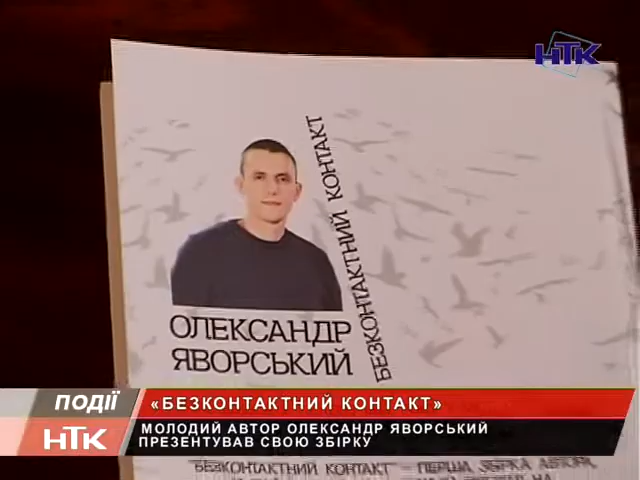 НТК
БЕЗКОНТАКТНИЙ КОНТАКТ
ОЛЕКСАНДР
ЯВОРСЬКИЙ
ПОДІЇ
«БЕЗКОНТАКТНИЙ КОНТАКТ»
НТК
МОЛОДИЙ АВТОР ОЛЕКСАНДР ЯВОРСЬКИЙ
ПРЕЗЕНТУВАВ СВОЮ ЗБІРКУ
БЕЗКОНТАКТНИЙ КОНТАКТ – ПЕРША ЗБІРКА АВТОРА,